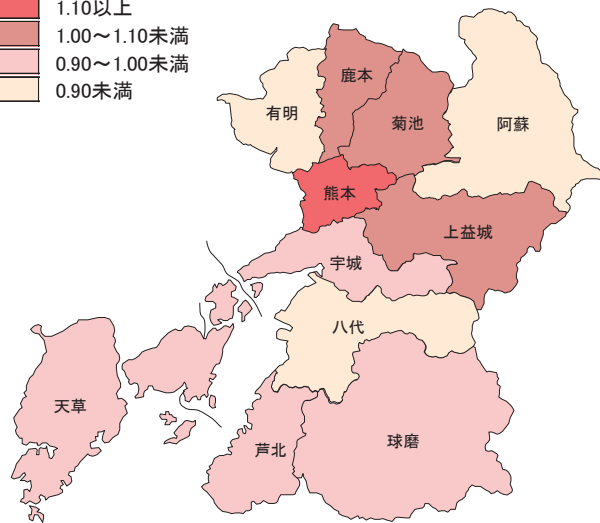 1.10以上
1.00～1.10未満
0.90～1.00未満
0.90未満
鹿本
有明
菊池
阿蘇
熊本
上益城
宇城
八代
天草
球磨
芦北